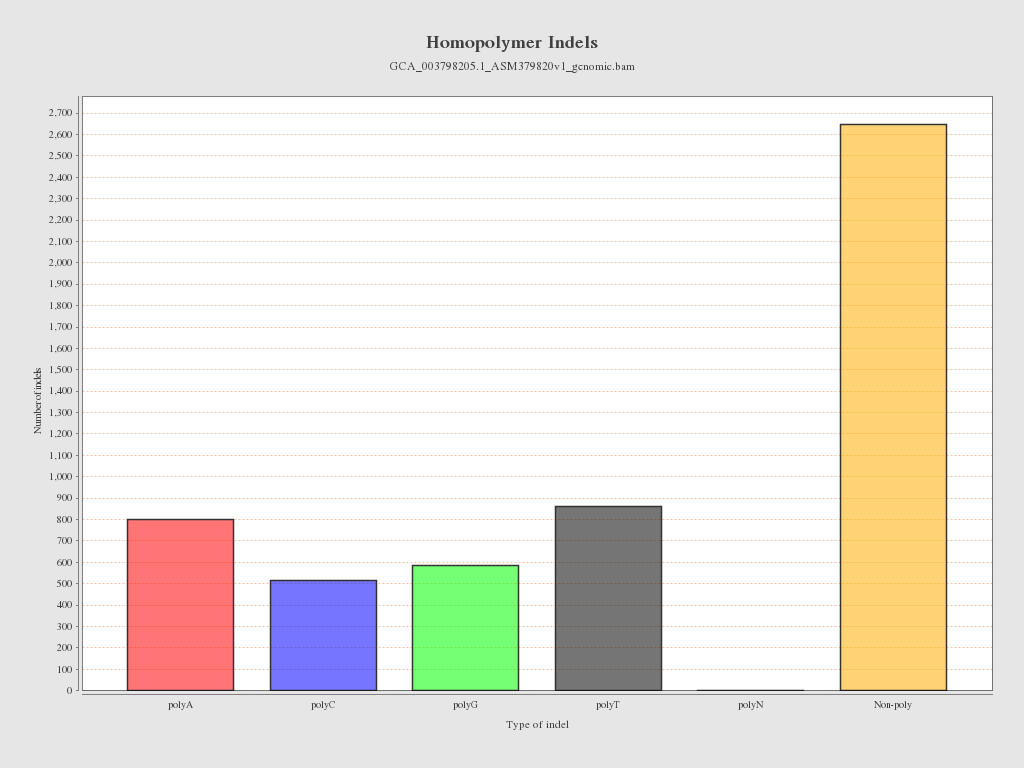 Homopolymer Indels
GCA_003798205.1_ASM379820v1_genomic.bam
2,700
2,600
2,500
2,400
2,300
2,200
2,100
2,000
1,900
1,800
1,700
1,600
1,500
1,400
1,300
1,200
1,100
1,000
900
800
700
600
500
400
300
200
100
0
Number of indels
polyA
polyC
polyG
polyT
polyN
Non-poly
Type of indel